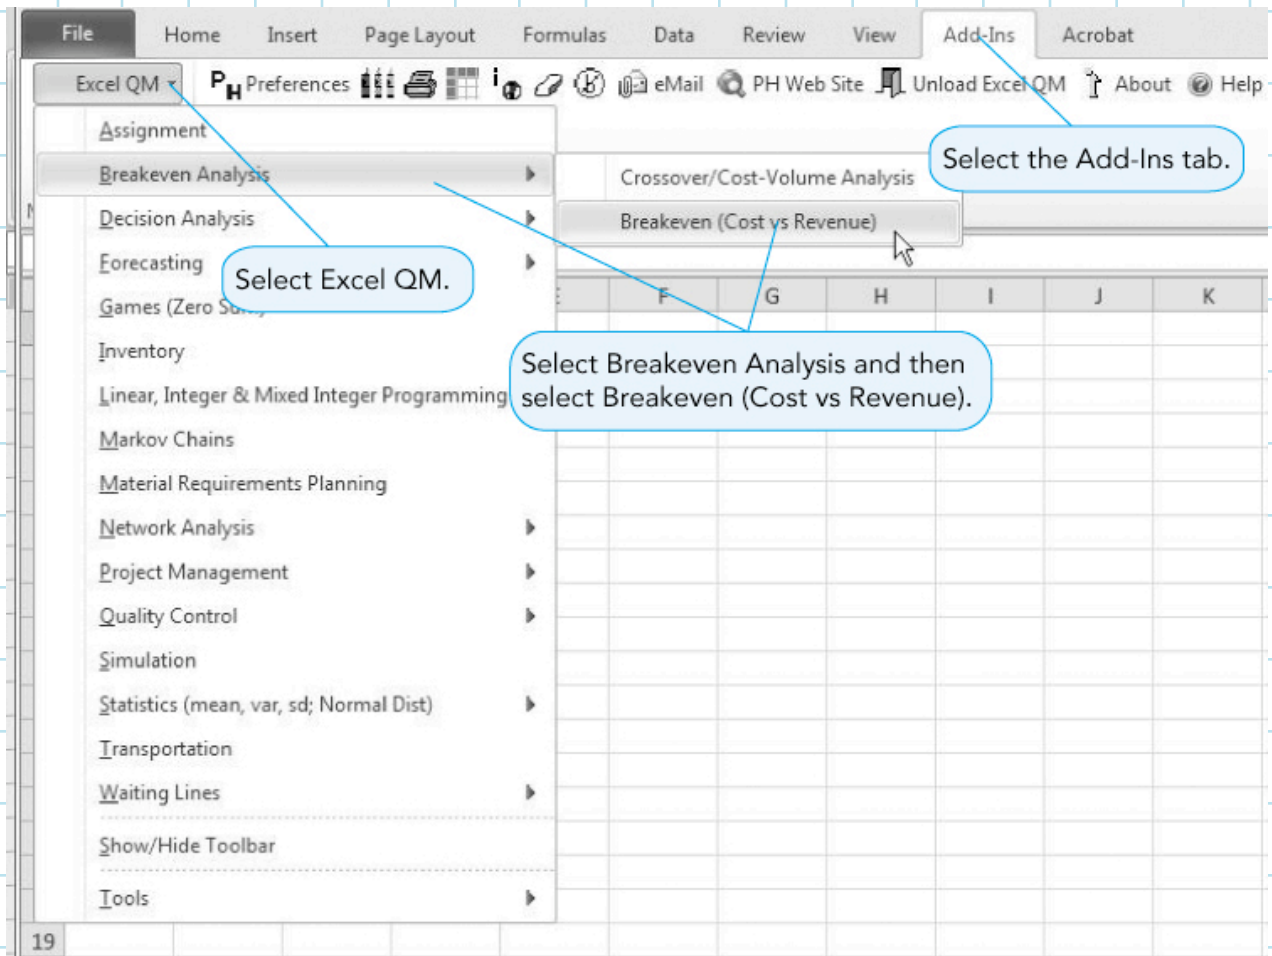 File Home Insert Page Layout Formulas Data Review View Add-Ins Acrobat
Excel QM PH Preferences eMail PH Web Site Unload Excel QM About Help
Assignment
Select the Add-Ins tab.
Breakeven Analysis
Crossover/Cost-Volume Analysis
Decision Analysis
Breakeven (Cost vs Revenue)
Forecasting
Select Excel QM.
Games (Zero
F G H I J K
Inventory
Select Breakeven Analysis and then
select Breakeven (Cost vs Revenue).
Linear, Integer & Mixed Integer Programming
Markov Chains
Material Requirements Planning
Network Analysis
Project Management
Quality Control
Simulation
Statistics (mean, var, sd; Normal Dist)
Transportation
Waiting Lines
Show/Hide Toolbar
Tools
19